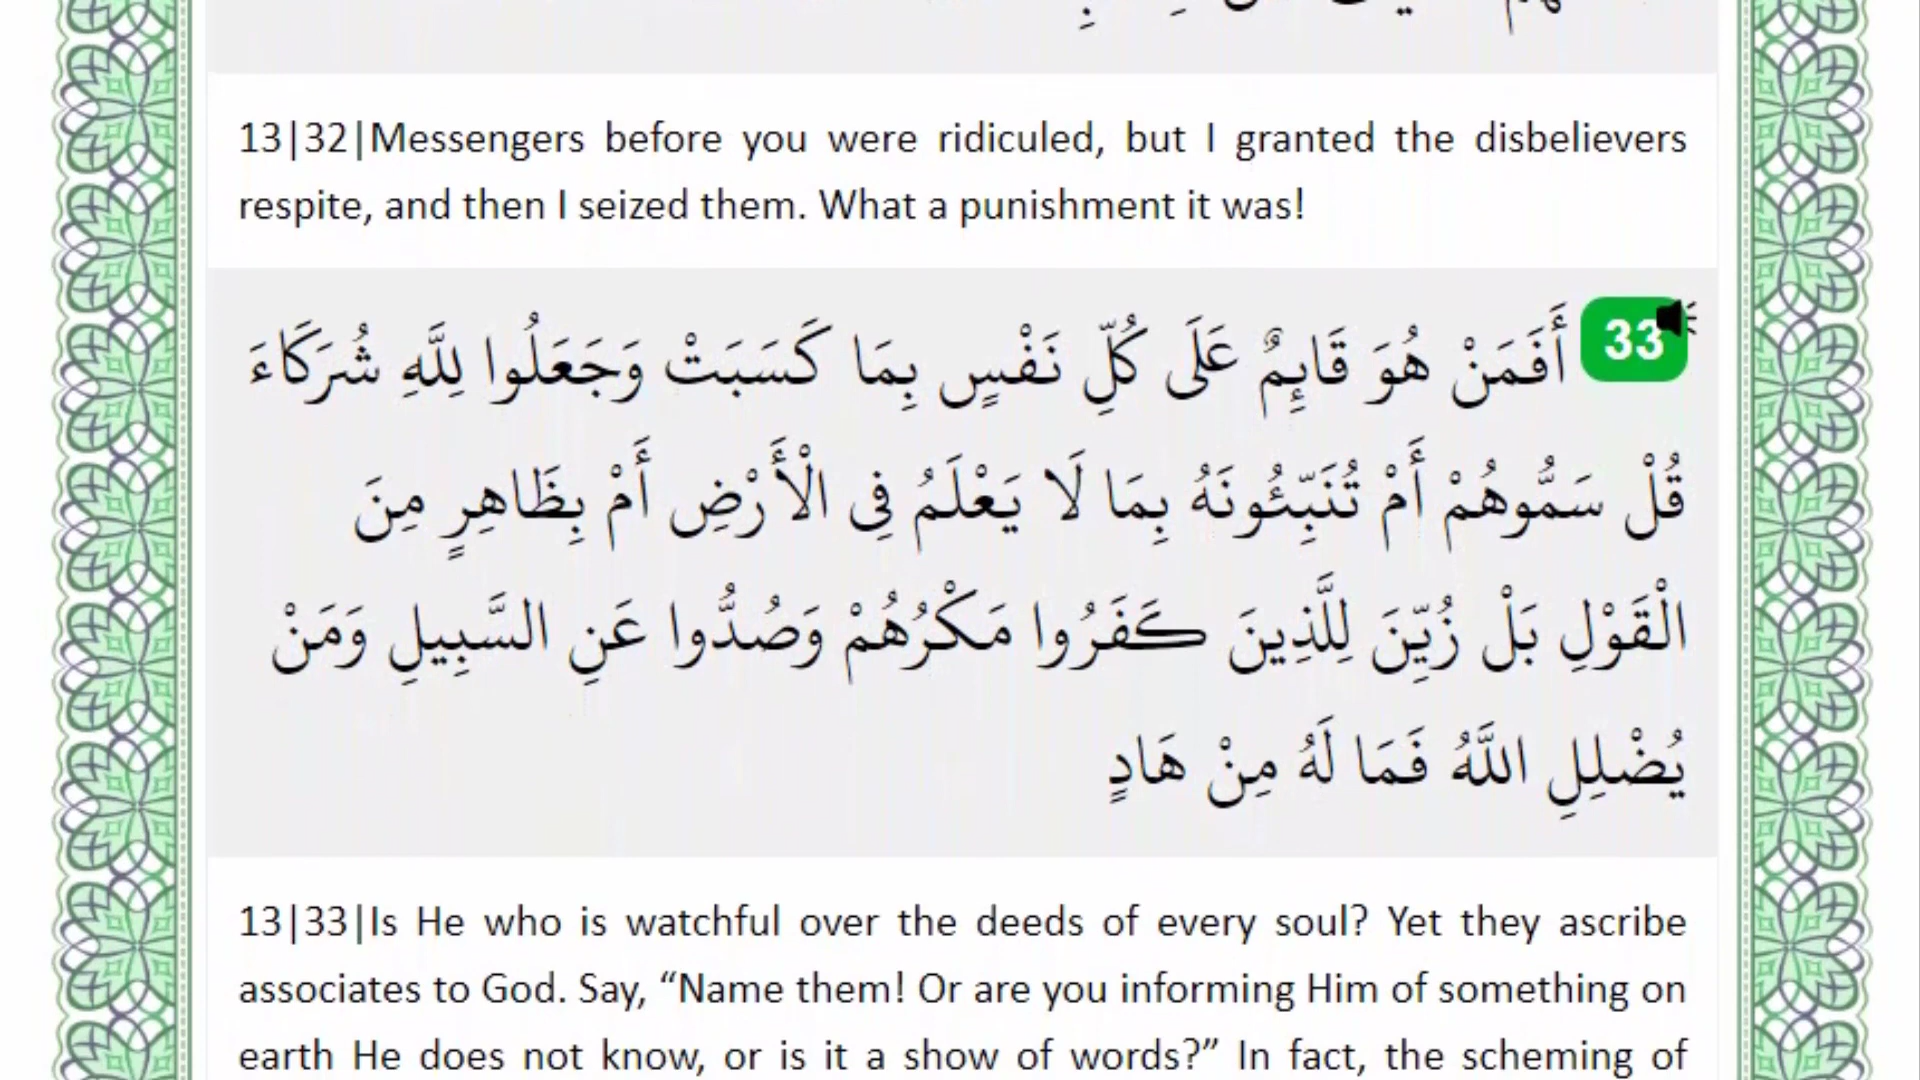 13|32|Messengers before you were ridiculed, but I granted the disbelievers
respite, and then I seized them. What a punishment it was!
33 أَفَمَنْ هُوَ قَائِمٌ عَلَى كُلِّ نَفْسٍ بِمَا كَسَبَتْ وَجَعَلُوا لِلَّهِ شُرَكَاءَ
قُلْ سَمُّوهُمْ أَمْ تُنَبِّئُونَهُ بِمَا لَا يَعْلَمُ فِي الْأَرْضِ أَمْ بِظَاهِرٍ مِنَ
الْقَوْلِ بَلْ زُيِّنَ لِلَّذِينَ كَفَرُوا مَكْرُهُمْ وَصُدُّوا عَنِ السَّبِيلِ وَمَنْ
يُضْلِلِ اللَّهُ فَمَا لَهُ مِنْ هَادٍ
13|33|Is He who is watchful over the deeds of every soul? Yet they ascribe
associates to God. Say, “Name them! Or are you informing Him of something on
earth He does not know, or is it a show of words?” In fact, the scheming of